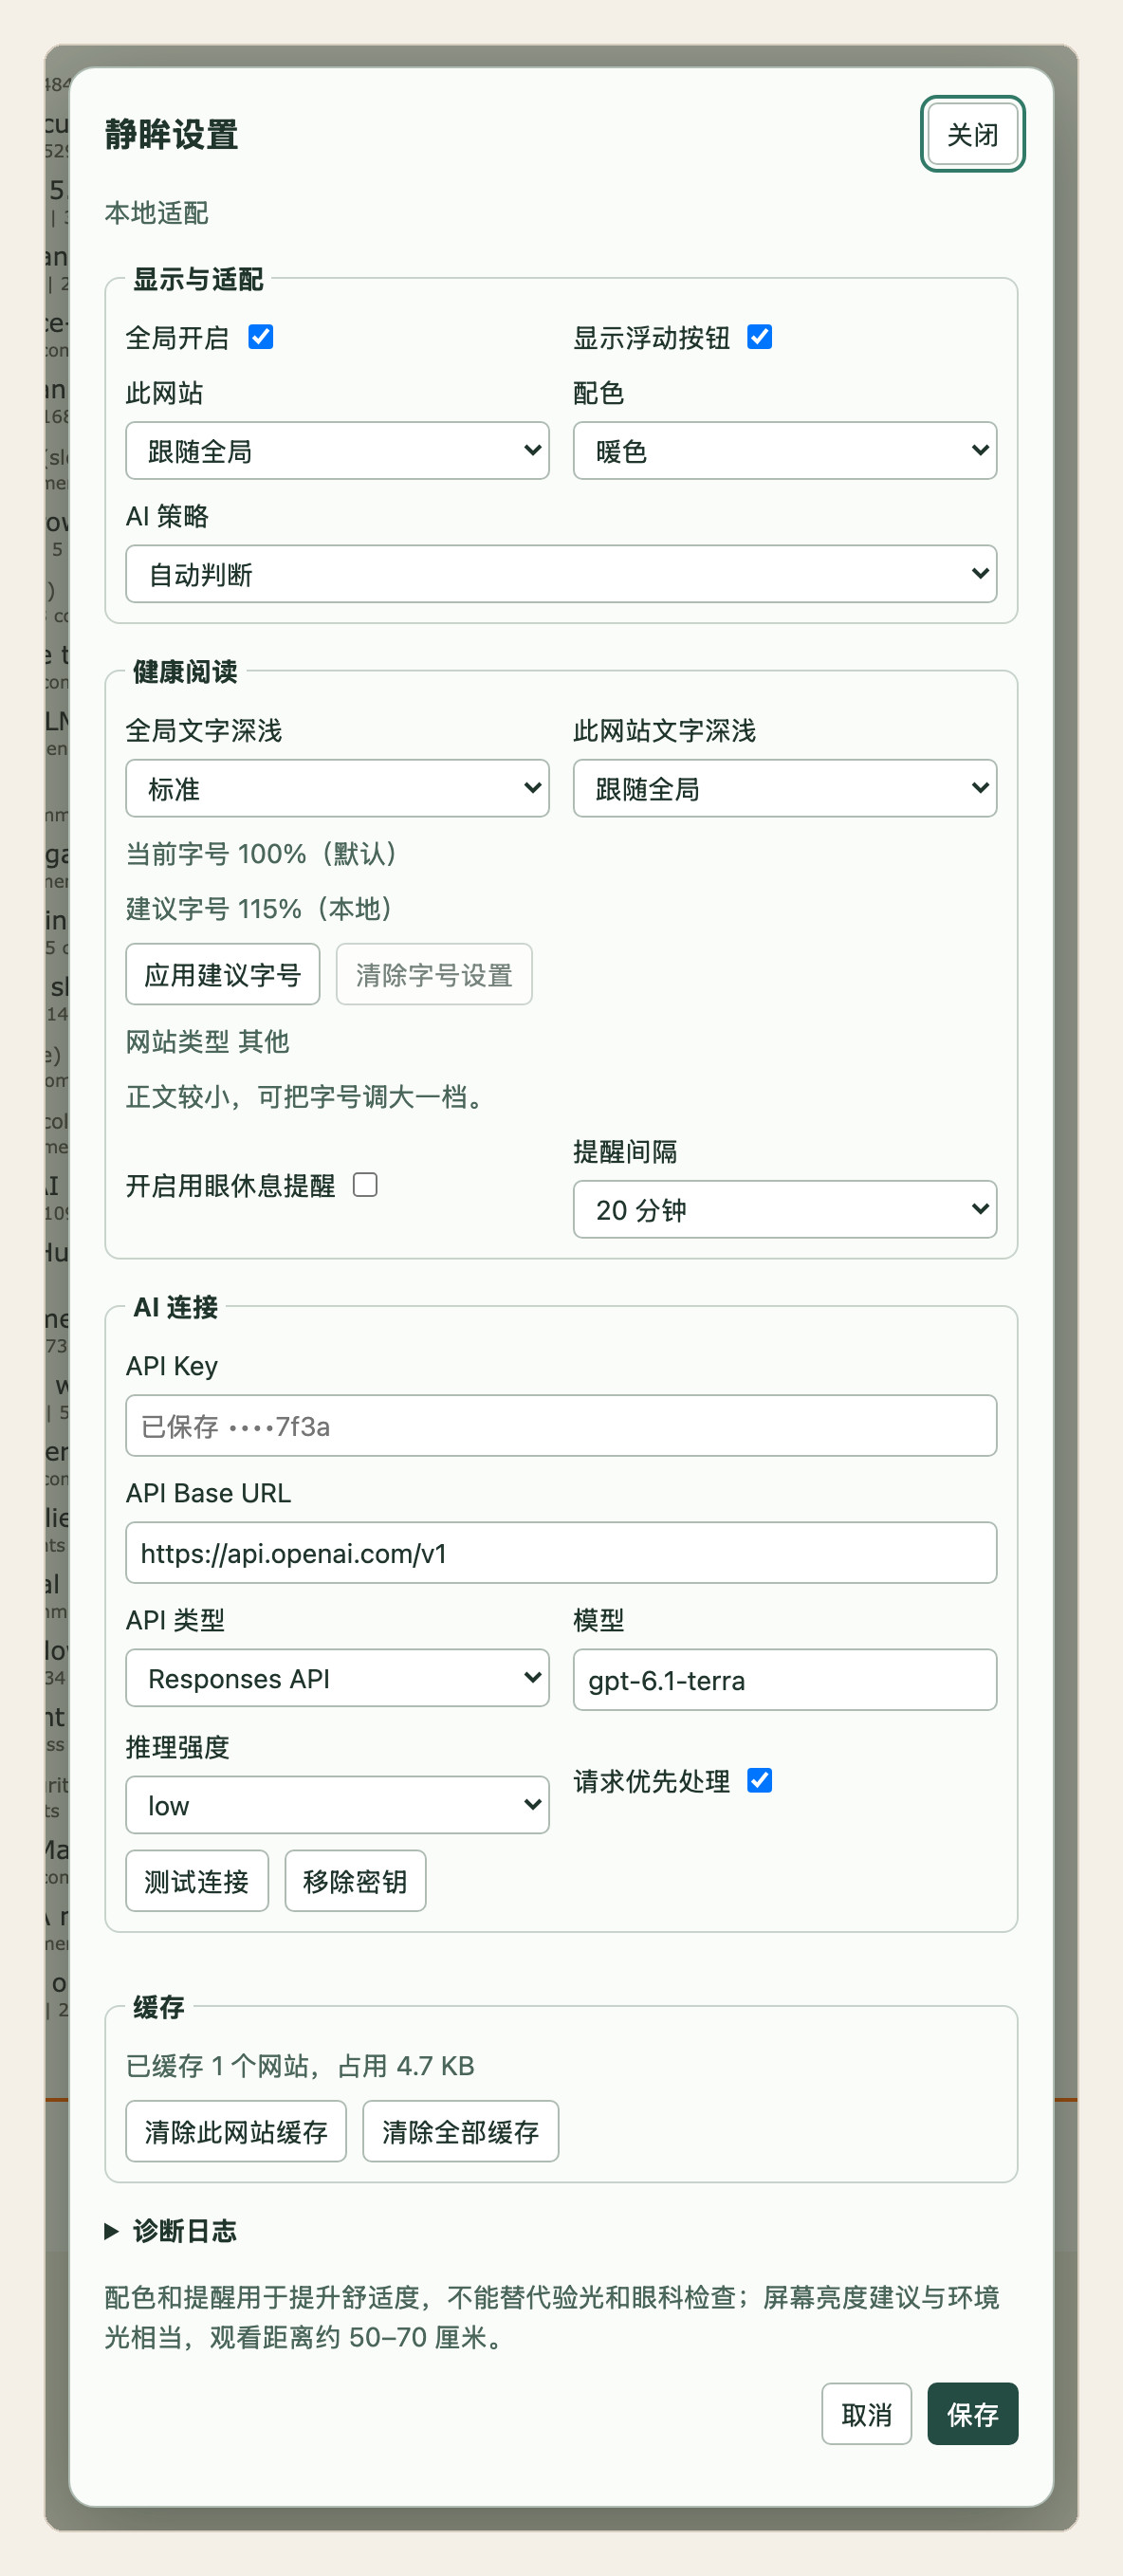 静眸设置
关闭
本地适配
显示与适配
全局开启
显示浮动按钮
此网站
配色
跟随全局
暖色
AI 策略
自动判断
健康阅读
全局文字深浅
此网站文字深浅
标准
跟随全局
当前字号 100%（默认）
建议字号 115%（本地）
应用建议字号
清除字号设置
网站类型 其他
正文较小，可把字号调大一档。
开启用眼休息提醒
提醒间隔
20 分钟
AI 连接
API Key
已保存 ••••7f3a
API Base URL
https://api.openai.com/v1
API 类型
模型
Responses API
gpt-6.1-terra
推理强度
请求优先处理
low
测试连接
移除密钥
缓存
已缓存 1 个网站，占用 4.7 KB
清除此网站缓存
清除全部缓存
诊断日志
配色和提醒用于提升舒适度，不能替代验光和眼科检查；屏幕亮度建议与环境
光相当，观看距离约 50–70 厘米。
取消
保存